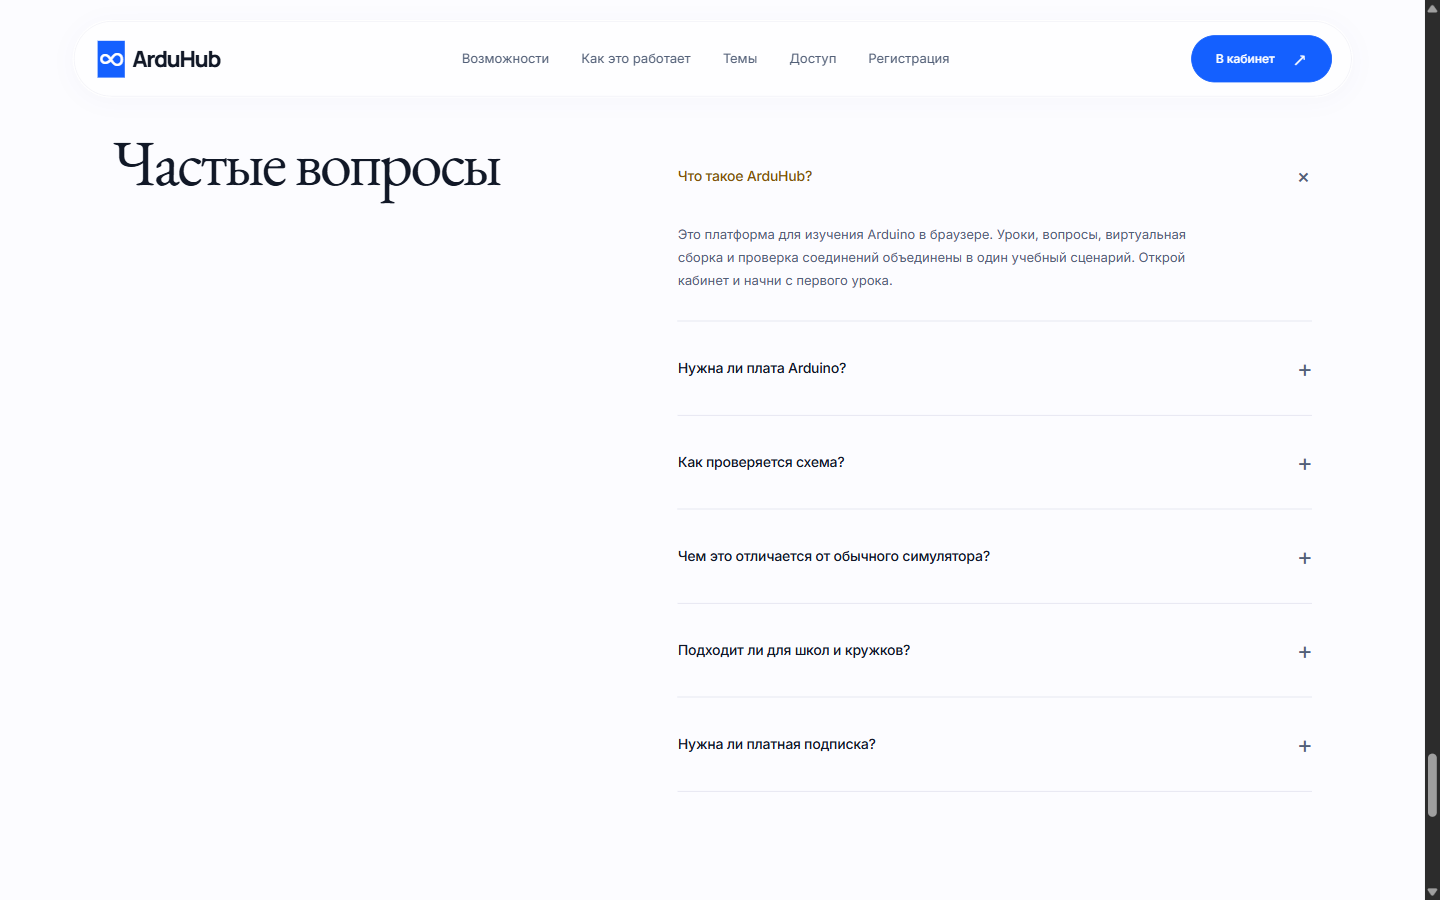 ArduHub
Возможности
Как это работает
Темы
Доступ
Регистрация
В кабинет
Частые вопросы
Что такое ArduHub?
Это платформа для изучения Arduino в браузере. Уроки, вопросы, виртуальная
сборка и проверка соединений объединены в один учебный сценарий. Открой
кабинет и начни с первого урока.
Нужна ли плата Arduino?
Как проверяется схема?
Чем это отличается от обычного симулятора?
Подходит ли для школ и кружков?
Нужна ли платная подписка?